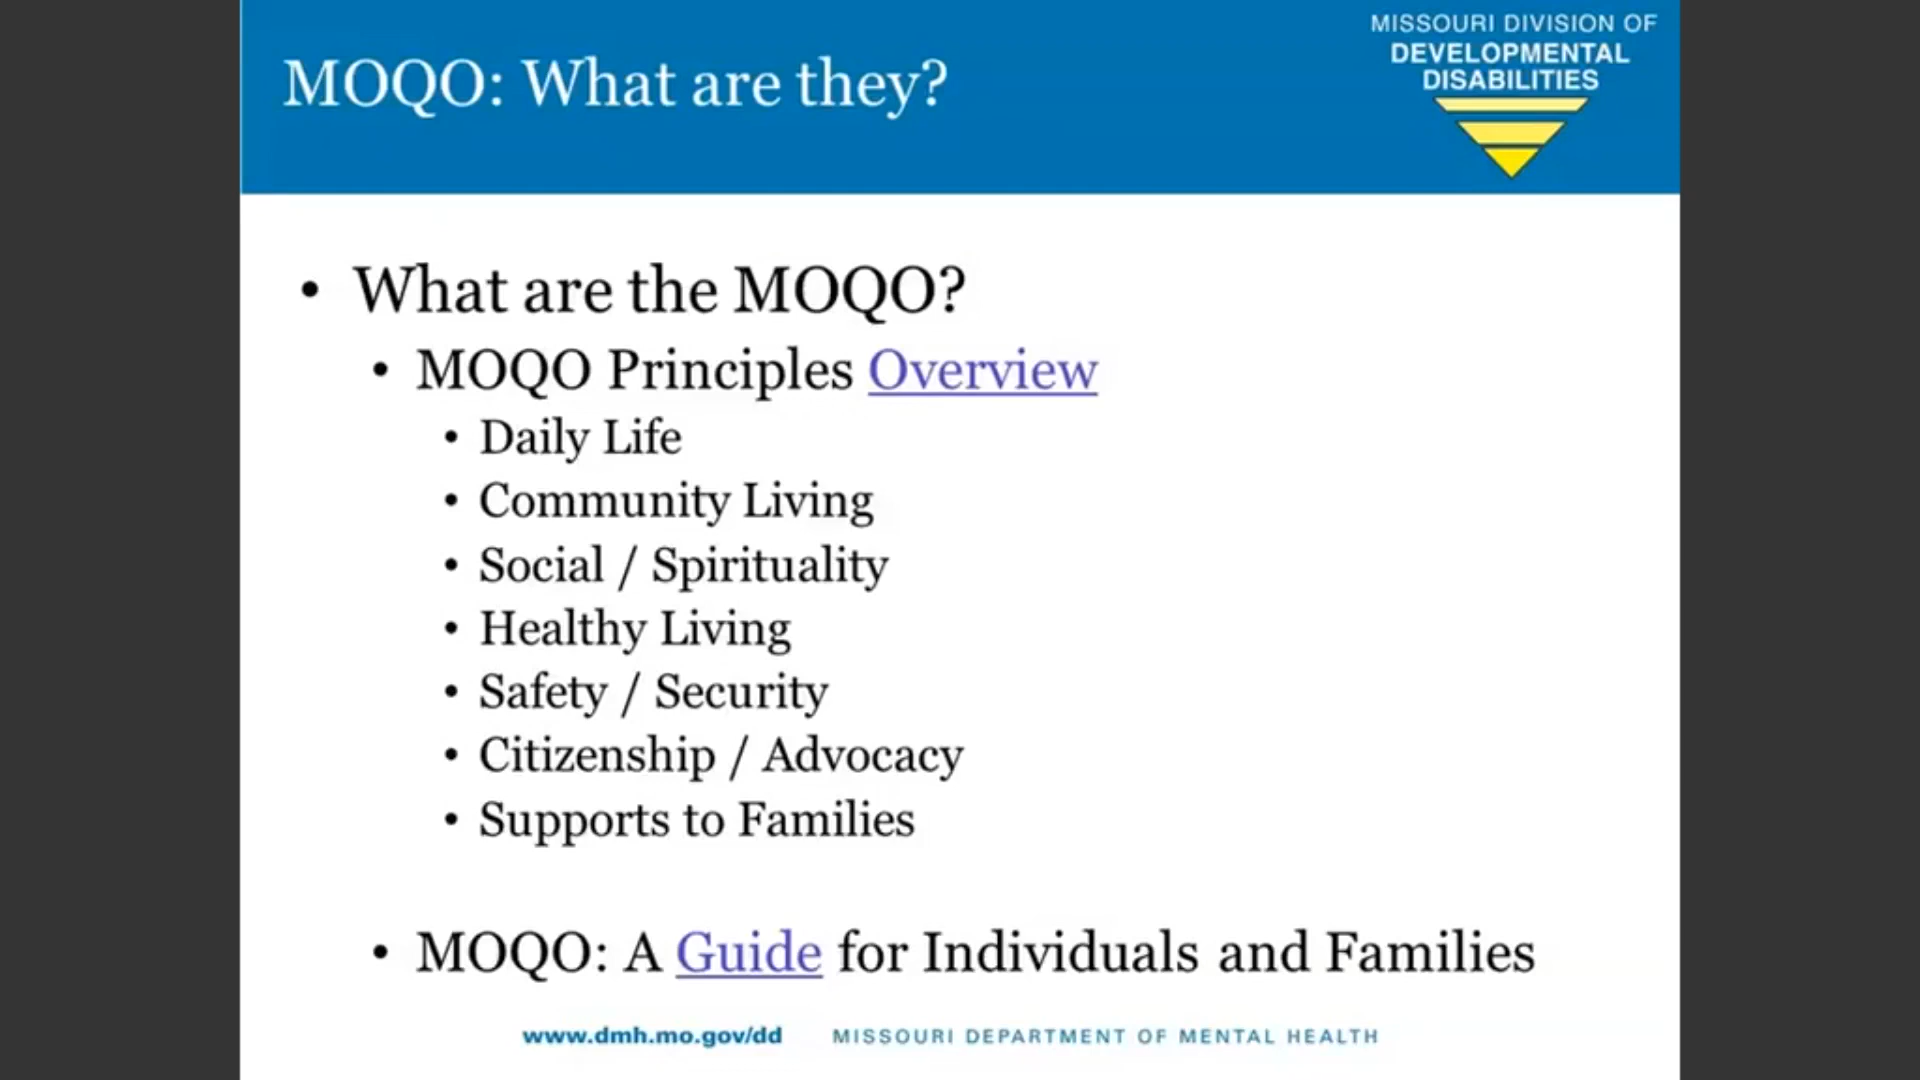 MOQO: What are they?
MISSOURI DIVISION OF
DEVELOPMENTAL
DISABILITIES
• What are the MOQO?
• MOQO Principles Overview
• Daily Life
• Community Living
• Social / Spirituality
• Healthy Living
• Safety / Security
• Citizenship / Advocacy
• Supports to Families
• MOQO: A Guide for Individuals and Families
www.dmh.mo.gov/dd MISSOURI DEPARTMENT OF MENTAL HEALTH